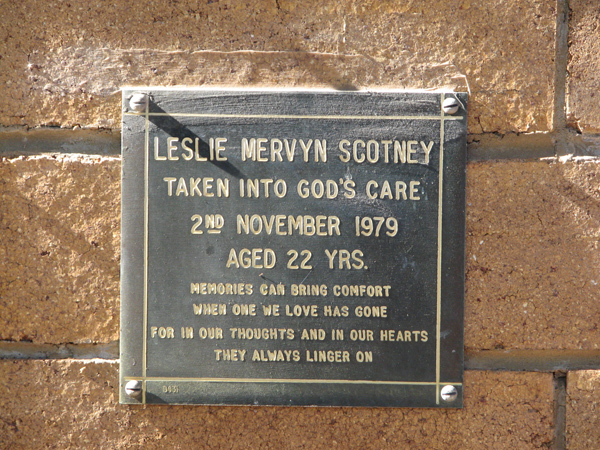 LESLIE MERVYN SCOTNEY
TAKEN INTO GOD'S CARE
2ND NOVEMBER 1979
AGED 22 YRS.
MEMORIES CAN BRING COMFORT
WHEN ONE WE LOVE HAS GONE
FOR IN OUR THOUGHTS AND IN OUR HEARTS
THEY ALWAYS LINGER ON